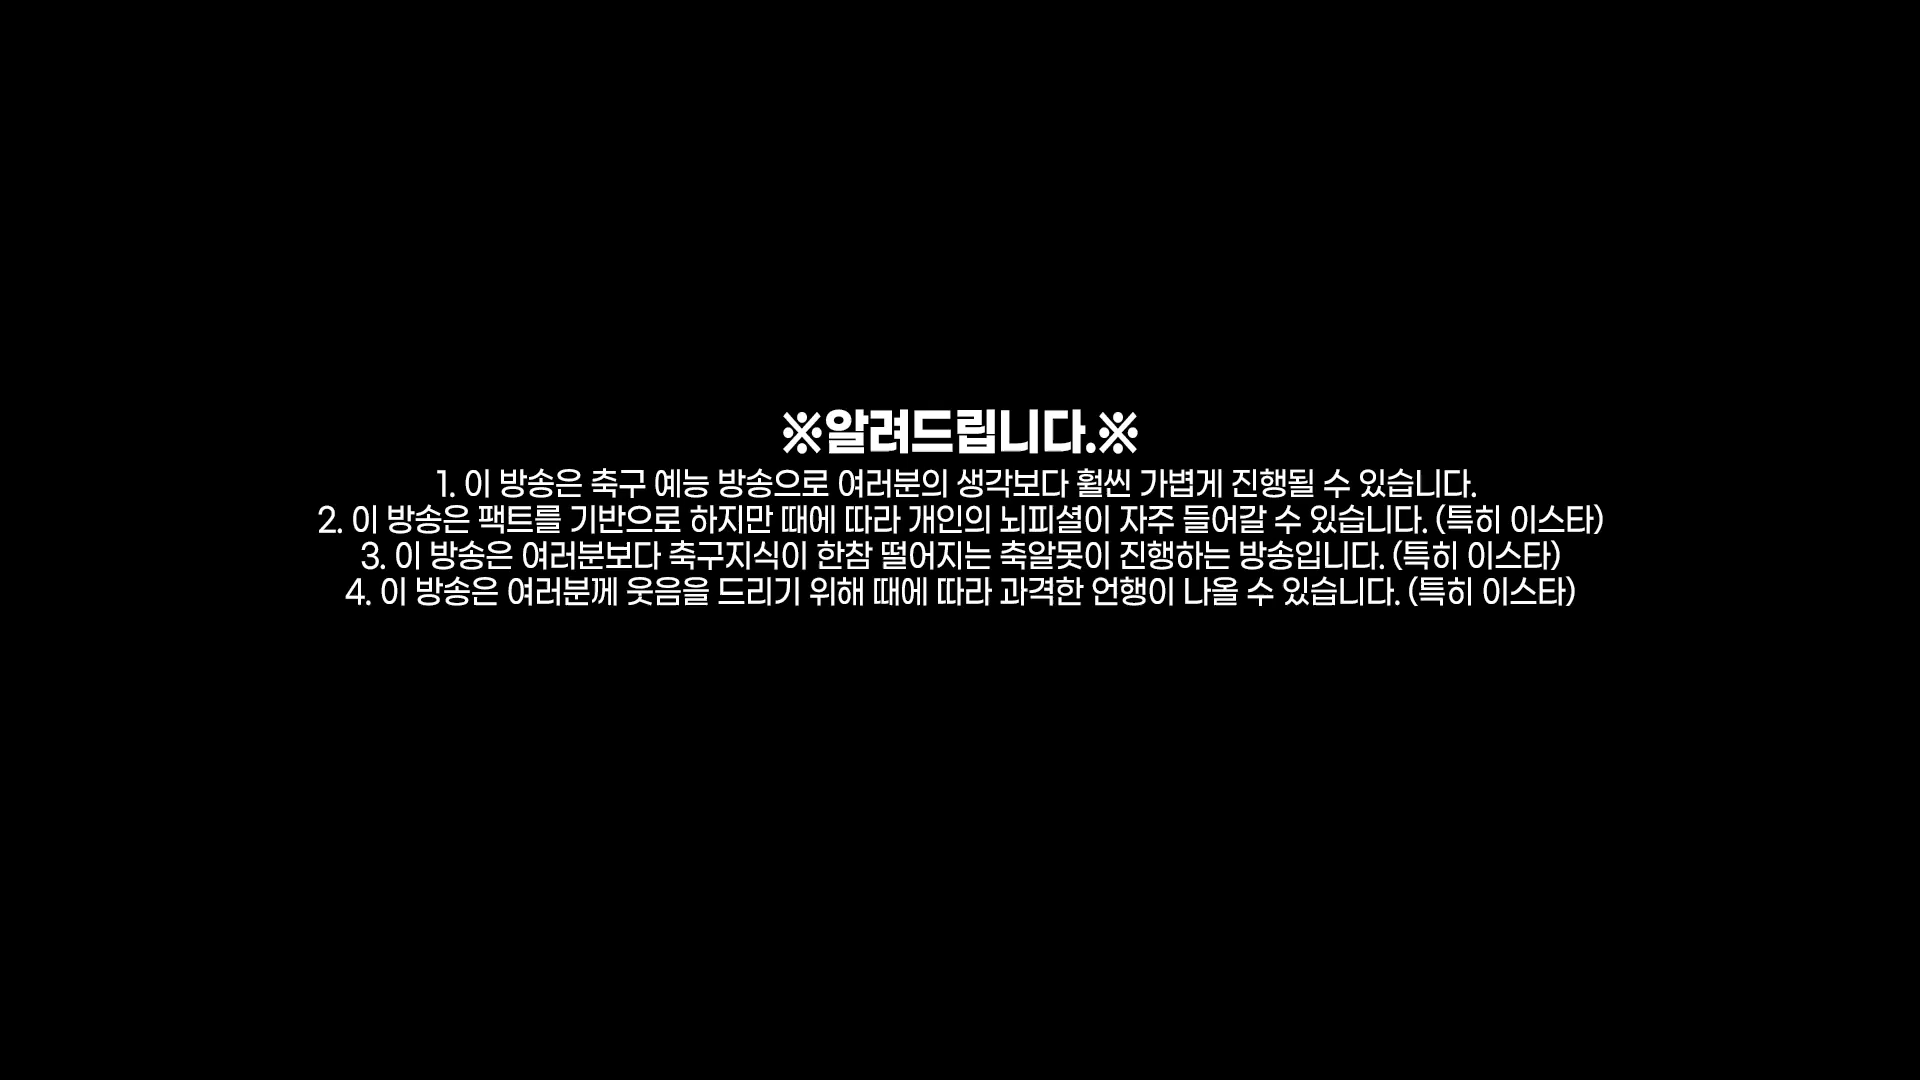 ※알려드립니다.※
1. 이 방송은 축구 예능 방송으로 여러분의 생각보다 훨씬 가볍게 진행될 수 있습니다.
2. 이 방송은 팩트를 기반으로 하지만 때에 따라 개인의 뇌피셜이 자주 들어갈 수 있습니다. (특히 이스타)
3. 이 방송은 여러분보다 축구지식이 한참 떨어지는 축알못이 진행하는 방송입니다. (특히 이스타)
4. 이 방송은 여러분께 웃음을 드리기 위해 때에 따라 과격한 언행이 나올 수 있습니다. (특히 이스타)